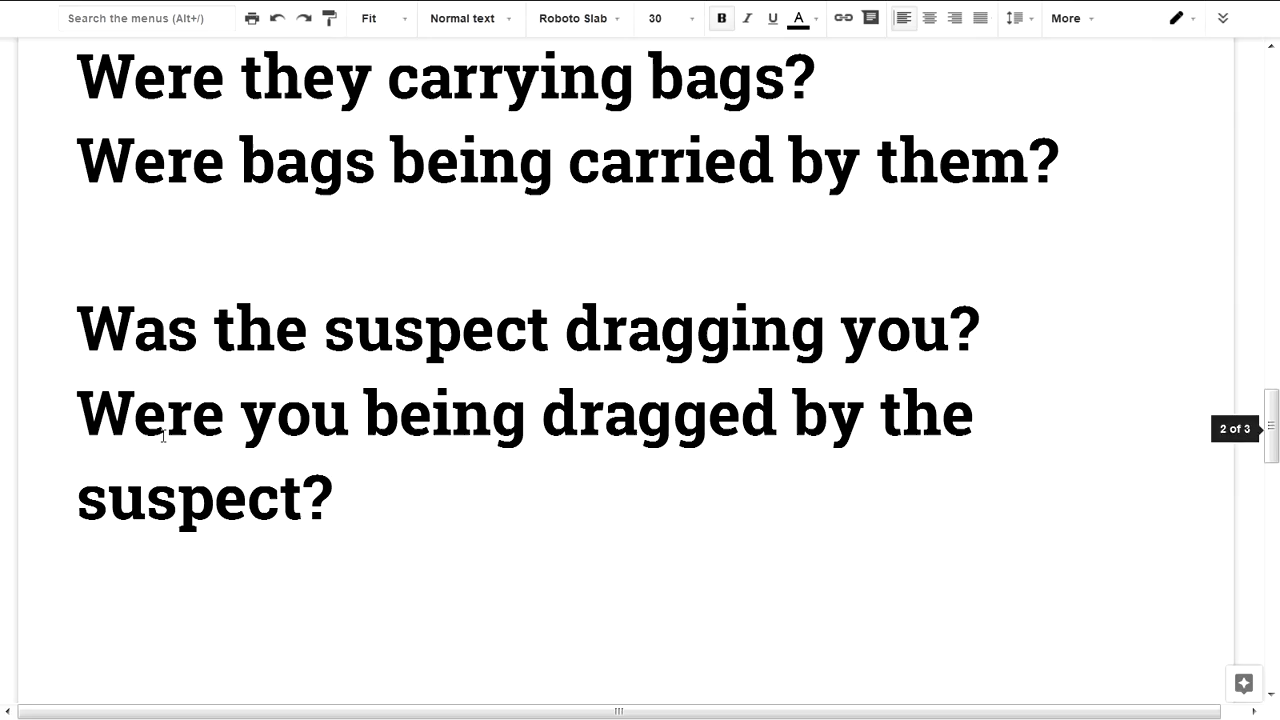 Search the menus (Alt+/) Fit Normal text Roboto Slab 30 B I U A More
Were they carrying bags?
Were bags being carried by them?
Was the suspect dragging you?
Were you being dragged by the
suspect?
2 of 3